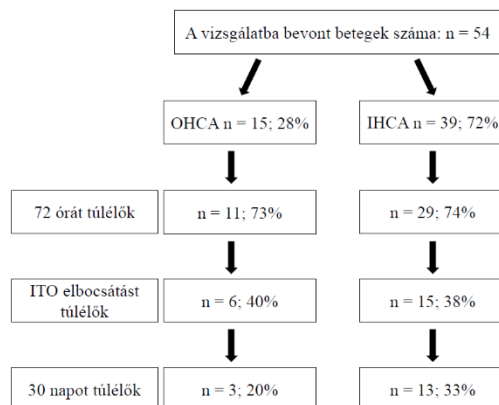 A vizsgálatba bevont betegek száma: n = 54
OHCA n = 15; 28%
IHCA n = 39; 72%
72 órát túlélők
n = 11; 73%
n = 29; 74%
ITO elbocsátást
túlélők
n = 6; 40%
n = 15; 38%
30 napot túlélők
n = 3; 20%
n = 13; 33%